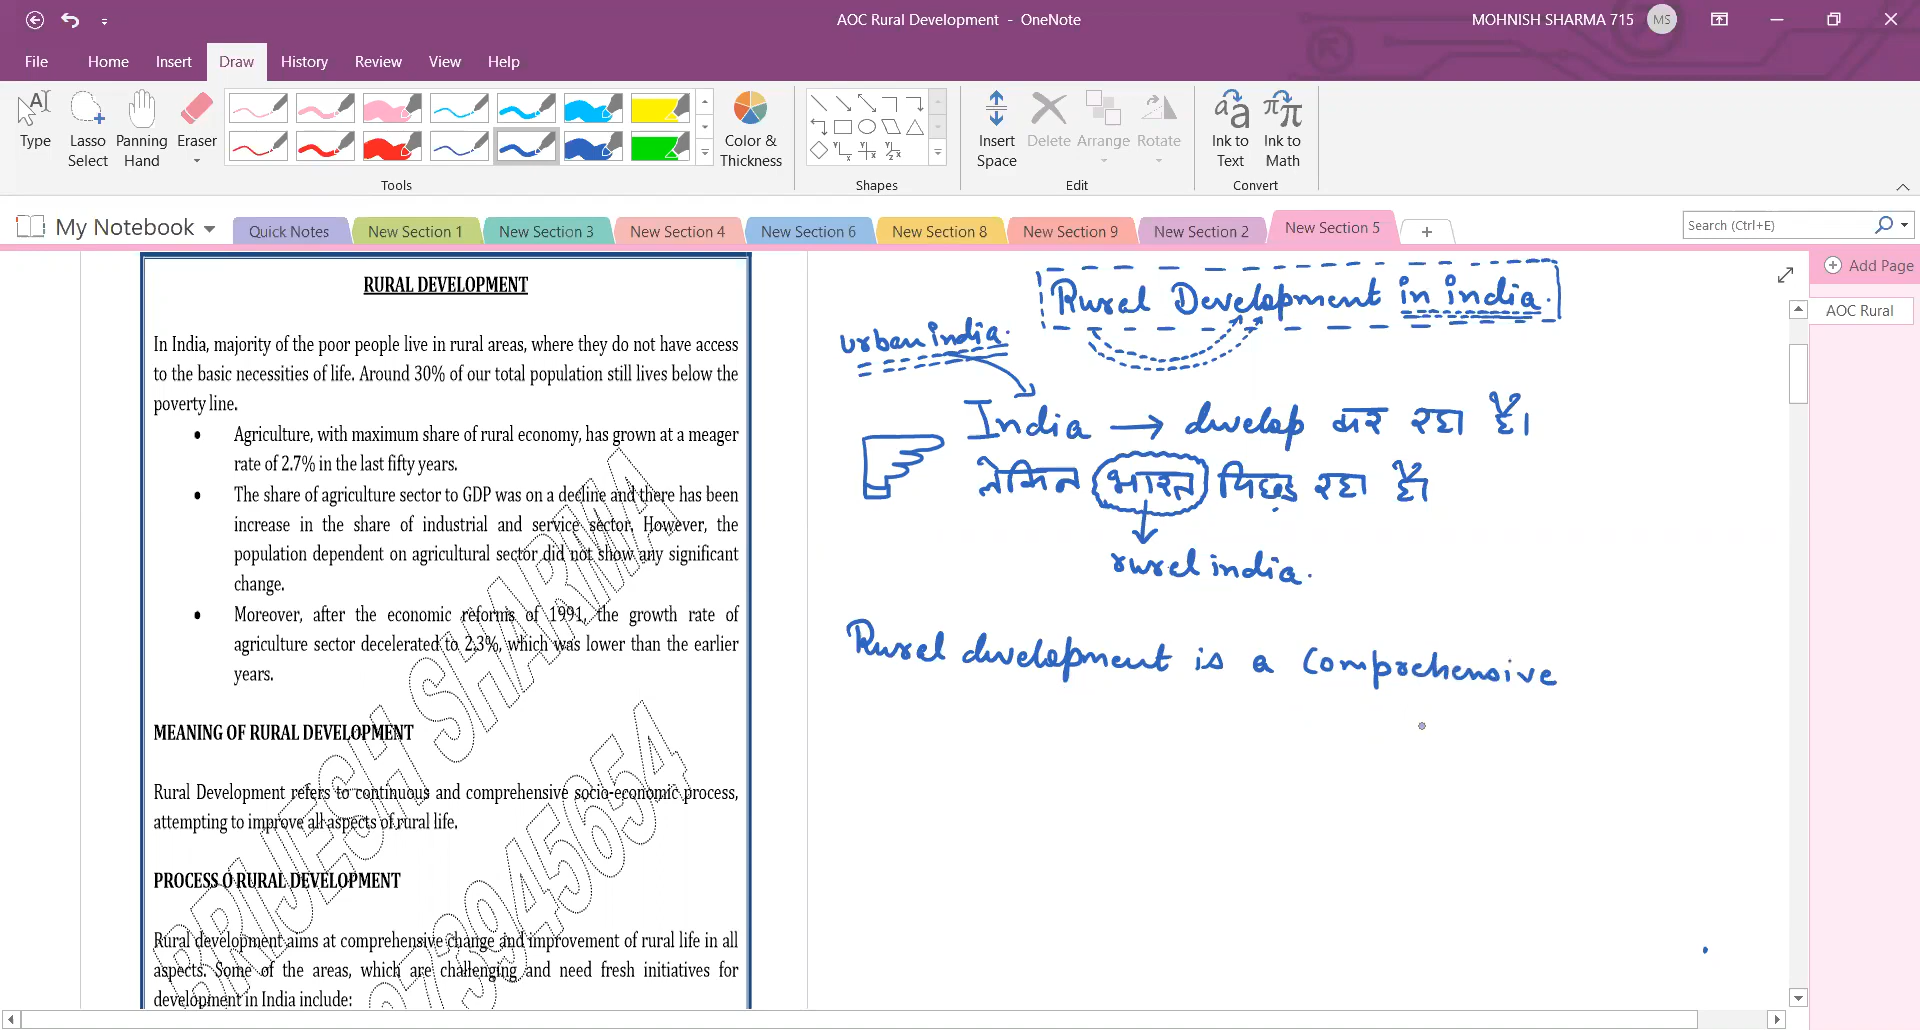 AOC Rural Development - OneNote
MOHNISH SHARMA 715
MS
File
Home
Insert
Draw
History
Review
View
Help
Type
Lasso Select
Panning Hand
Eraser
Color & Thickness
Insert Space
Delete
Arrange
Rotate
Ink to Text
Ink to Math
Tools
Shapes
Edit
Convert
My Notebook
Quick Notes
New Section 1
New Section 3
New Section 4
New Section 6
New Section 8
New Section 9
New Section 2
New Section 5
Search (Ctrl+E)
Add Page
AOC Rural
RURAL DEVELOPMENT
In India, majority of the poor people live in rural areas, where they do not have access
to the basic necessities of life. Around 30% of our total population still lives below the
poverty line.
• Agriculture, with maximum share of rural economy, has grown at a meager
rate of 2.7% in the last fifty years.
• The share of agriculture sector to GDP was on a decline and there has been
increase in the share of industrial and service sector. However, the
population dependent on agricultural sector did not show any significant
change.
• Moreover, after the economic reforms of 1991, the growth rate of
agriculture sector decelerated to 2.3%, which was lower than the earlier
years.
MEANING OF RURAL DEVELOPMENT
Rural Development refers to continuous and comprehensive socio-economic process,
attempting to improve all aspects of rural life.
PROCESS O RURAL DEVELOPMENT
Rural development aims at comprehensive change and improvement of rural life in all
aspects. Some of the areas, which are challenging and need fresh initiatives for
development in India include:
BRIJESH SHARMA
9873945654
Rural Development in india.
urban india.
India → dvelop कर रहा है।
लेकिन भारत पिछड़ रहा है।
rurel india.
Rurel dvelopment is a Comprehensive